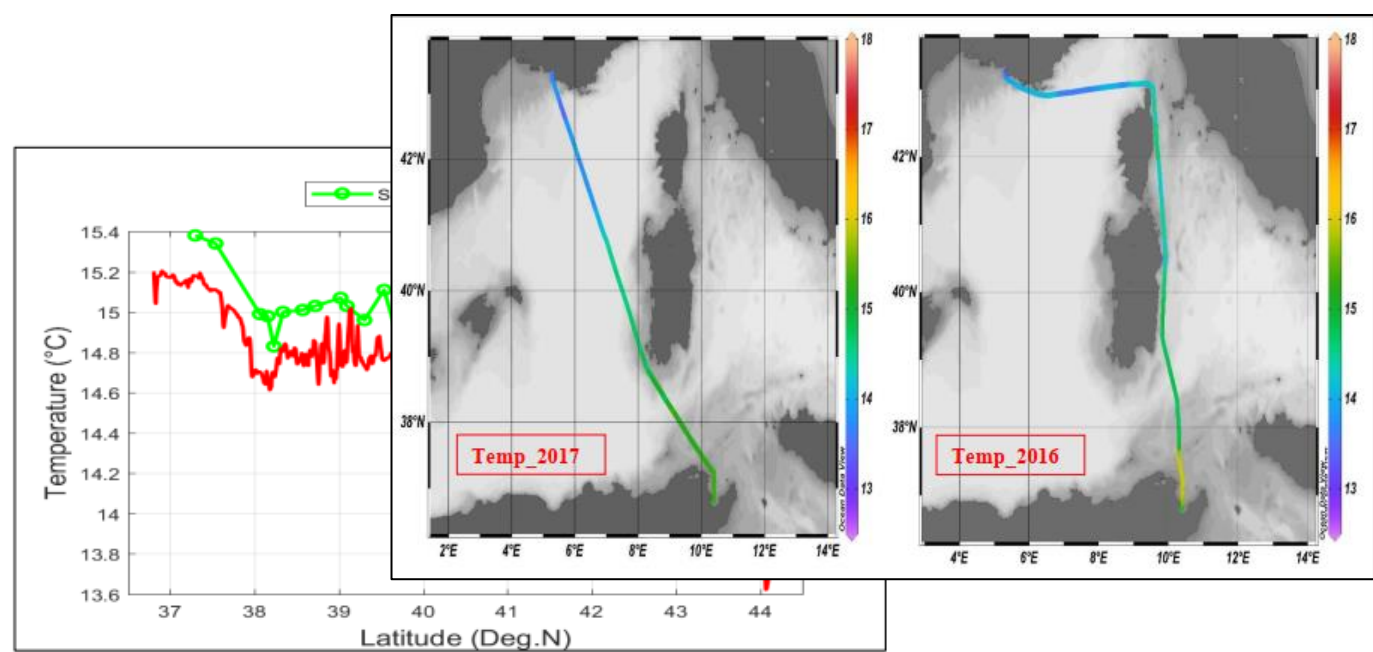 S
15.4
15.2
15
14.8
14.6
14.4
14.2
14
13.8
13.6
Temperature (°C)
37 38 39 40 41 42 43 44
Latitude (Deg.N)
42°N
40°N
38°N
2°E 4°E 6°E 8°E 10°E 12°E 14°E
Temp_2017
Ocean Data View
18
17
16
15
14
13
42°N
40°N
38°N
4°E 6°E 8°E 10°E 12°E 14°E
Temp_2016
18
17
16
15
14
13